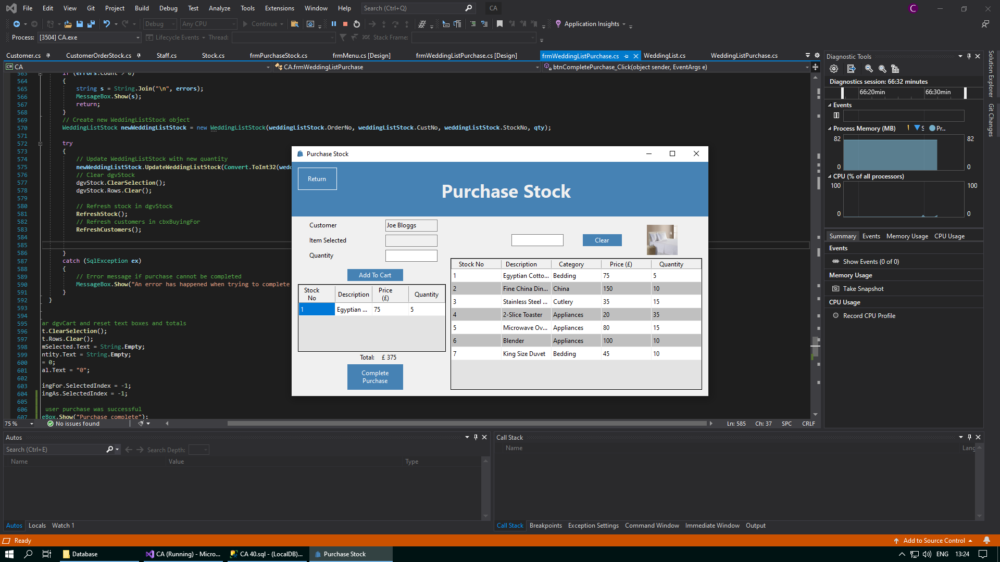 File Edit View Git Project Build Debug Test Analyze Tools Extensions Window Help Search (Ctrl+Q) CA C
Debug Any CPU Continue Application Insights
Process: [3504] CA.exe Lifecycle Events Thread: Stack Frame:
Customer.cs CustomerOrderStock.cs Staff.cs Stock.cs frmPurchaseStock.cs frmMenu.cs [Design] frmWeddingListPurchase.cs [Design] frmWeddingListPurchase.cs WeddingList.cs WeddingListPurchase.cs
CA CA.frmWeddingListPurchase btnCompletePurchase_Click(object sender, EventArgs e)
563 if (errors.Count > 0)
564 {
565 string s = String.Join("\n", errors);
566 MessageBox.Show(s);
567 return;
568 }
569 // Create new WeddingListStock object
570 WeddingListStock newWeddingListStock = new WeddingListStock(weddingListStock.OrderNo, weddingListStock.CustNo, weddingListStock.StockNo, qty);
571
572 try
573 {
574 // Update WeddingListStock with new quantity
575 newWeddingListStock.UpdateWeddingListStock(Convert.ToInt32(wedd
576 // Clear dgvStock
577 dgvStock.ClearSelection();
578 dgvStock.Rows.Clear();
579
580 // Refresh stock in dgvStock
581 RefreshStock();
582 // Refresh customers in cbxBuyingFor
583 RefreshCustomers();
584
585
586 }
587 catch (SqlException ex)
588 {
589 // Error message if purchase cannot be completed
590 MessageBox.Show("An error has happened when trying to complete
591 }
592 }
593
594
595 ar dgvCart and reset text boxes and totals
596 t.ClearSelection();
597 t.Rows.Clear();
598 mSelected.Text = String.Empty;
599 ntity.Text = String.Empty;
600 = 0;
601 al.Text = "0";
602
603 ingFor.SelectedIndex = -1;
604 ingAs.SelectedIndex = -1;
605
606 user purchase was successful
607 eBox.Show("Purchase complete");
75 % No issues found Ln: 585 Ch: 37 SPC CRLF
Purchase Stock
Return
Purchase Stock
Customer Joe Bloggs
Item Selected
Quantity
Clear
Add To Cart
Stock No Description Price (£) Quantity
1 Egyptian ... 75 5
Total: £ 375
Complete
Purchase
Stock No Description Category Price (£) Quantity
1 Egyptian Cotto... Bedding 75 5
2 Fine China Din... China 150 10
3 Stainless Steel ... Cutlery 35 15
4 2-Slice Toaster Appliances 20 35
5 Microwave Ov... Appliances 80 15
6 Blender Appliances 100 10
7 King Size Duvet Bedding 45 10
Diagnostic Tools
Diagnostics session: 66:32 minutes
66:20min 66:30min
Events
Process Memory (MB) S Pr...
82 82
0 0
CPU (% of all processors)
100 100
0 0
Summary Events Memory Usage CPU Usage
Events
Show Events (0 of 0)
Memory Usage
Take Snapshot
CPU Usage
Record CPU Profile
Solution Explorer
Git Changes
Autos
Search (Ctrl+E) Search Depth:
Name Value Type
Autos Locals Watch 1
Call Stack
Name Lang
Call Stack Breakpoints Exception Settings Command Window Immediate Window Output
Ready Add to Source Control
Database CA (Running) - Micro... CA 40.sql - (LocalDB)... Purchase Stock ENG 13:24